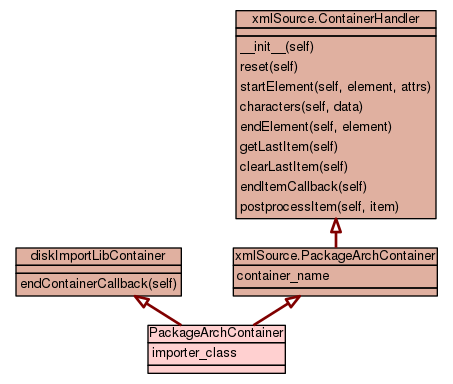 xmlSource.ContainerHandler
__init__(self)
reset(self)
startElement(self, element, attrs)
characters(self, data)
endElement(self, element)
getLastItem(self)
clearLastItem(self)
endItemCallback(self)
postprocessItem(self, item)
diskImportLibContainer
endContainerCallback(self)
xmlSource.PackageArchContainer
container_name
PackageArchContainer
importer_class